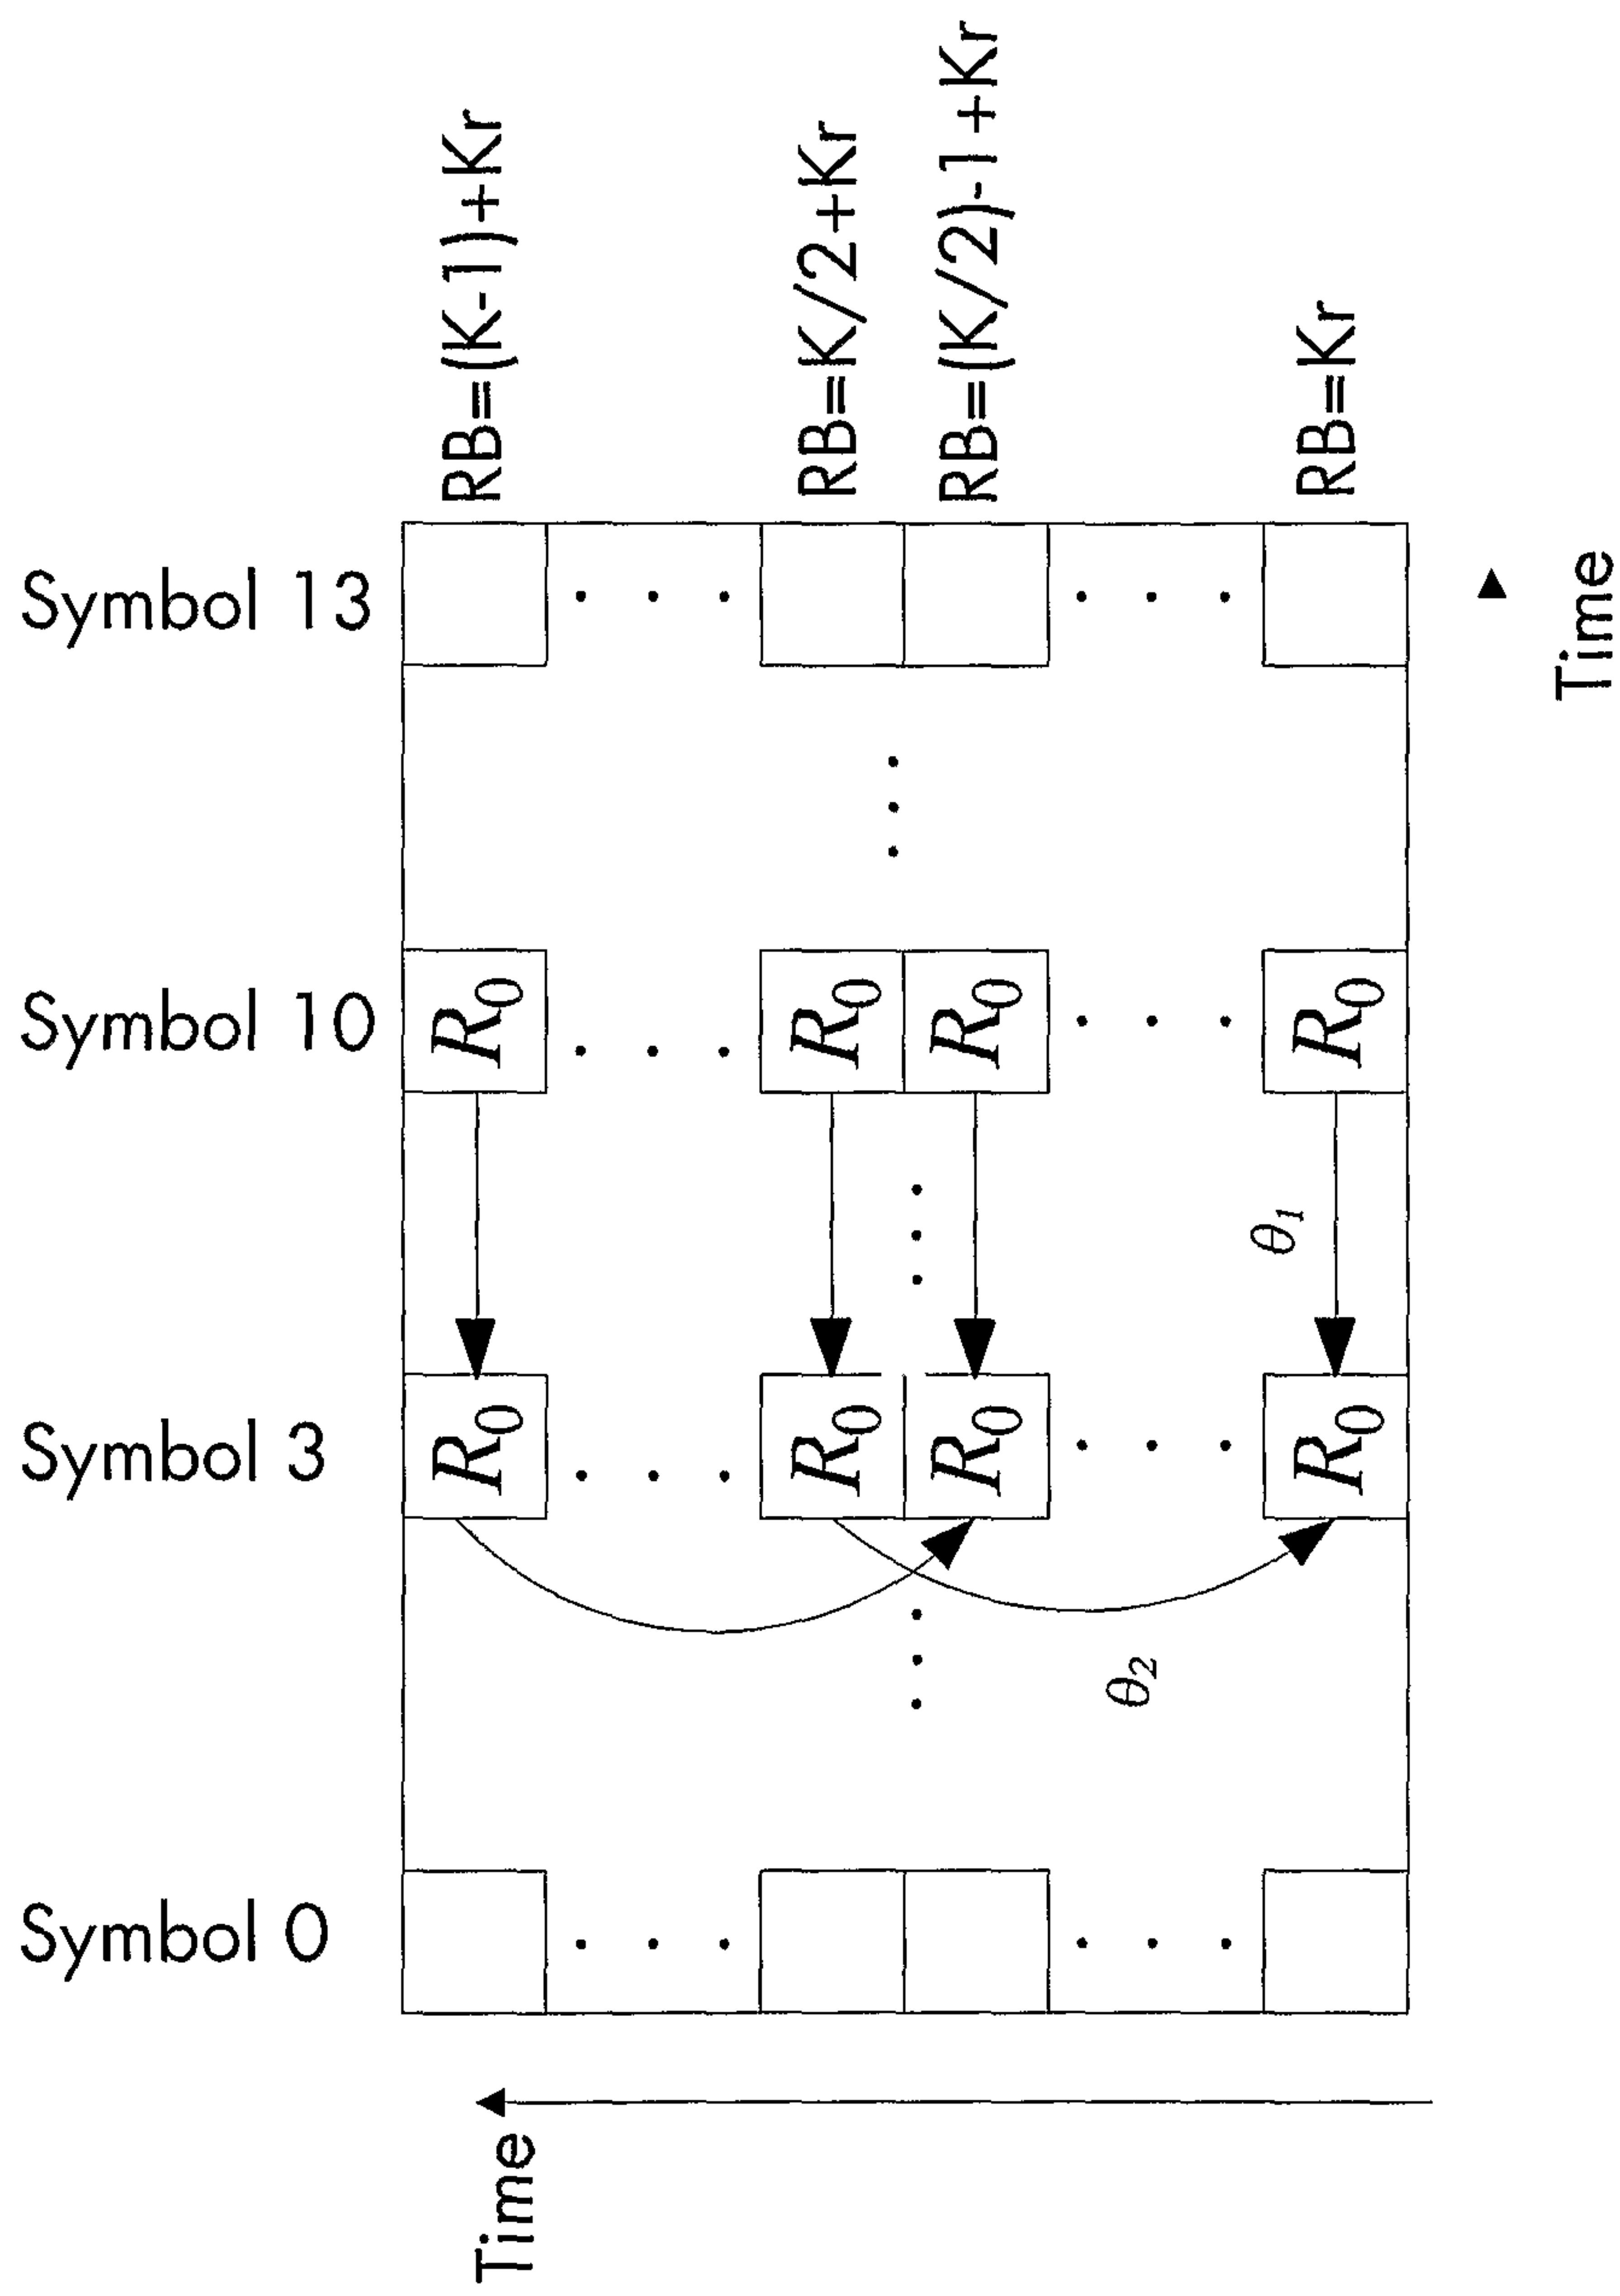 Symbol 0
Symbol 3
Symbol 10
Symbol 13
R₀
R₀
RB=(K-1)+Kr
R₀
R₀
RB=K/2+Kr
R₀
R₀
RB=(K/2)-1+Kr
R₀
θ₁
R₀
RB=Kr
θ₂
Time
Time